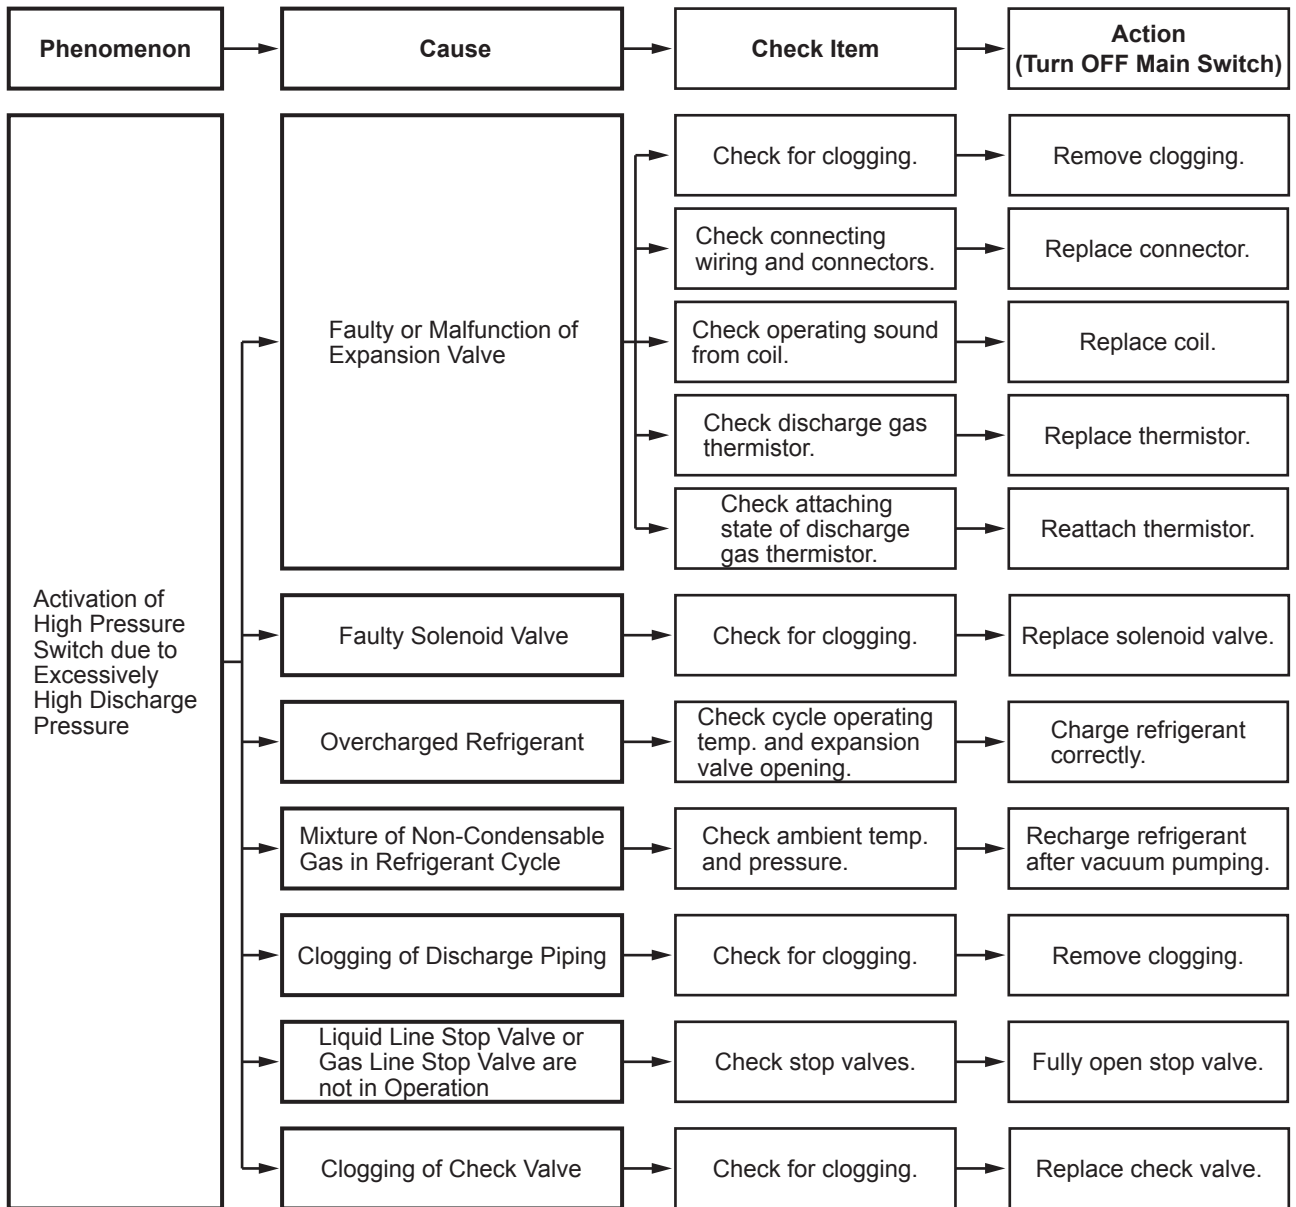 Phenomenon
Cause
Check Item
Action
(Turn OFF Main Switch)
Activation of
High Pressure
Switch due to
Excessively
High Discharge
Pressure
Faulty or Malfunction of
Expansion Valve
Check for clogging.
Remove clogging.
Check connecting
wiring and connectors.
Replace connector.
Check operating sound
from coil.
Replace coil.
Check discharge gas
thermistor.
Replace thermistor.
Check attaching
state of discharge
gas thermistor.
Reattach thermistor.
Faulty Solenoid Valve
Check for clogging.
Replace solenoid valve.
Overcharged Refrigerant
Check cycle operating
temp. and expansion
valve opening.
Charge refrigerant
correctly.
Mixture of Non-Condensable
Gas in Refrigerant Cycle
Check ambient temp.
and pressure.
Recharge refrigerant
after vacuum pumping.
Clogging of Discharge Piping
Check for clogging.
Remove clogging.
Liquid Line Stop Valve or
Gas Line Stop Valve are
not in Operation
Check stop valves.
Fully open stop valve.
Clogging of Check Valve
Check for clogging.
Replace check valve.